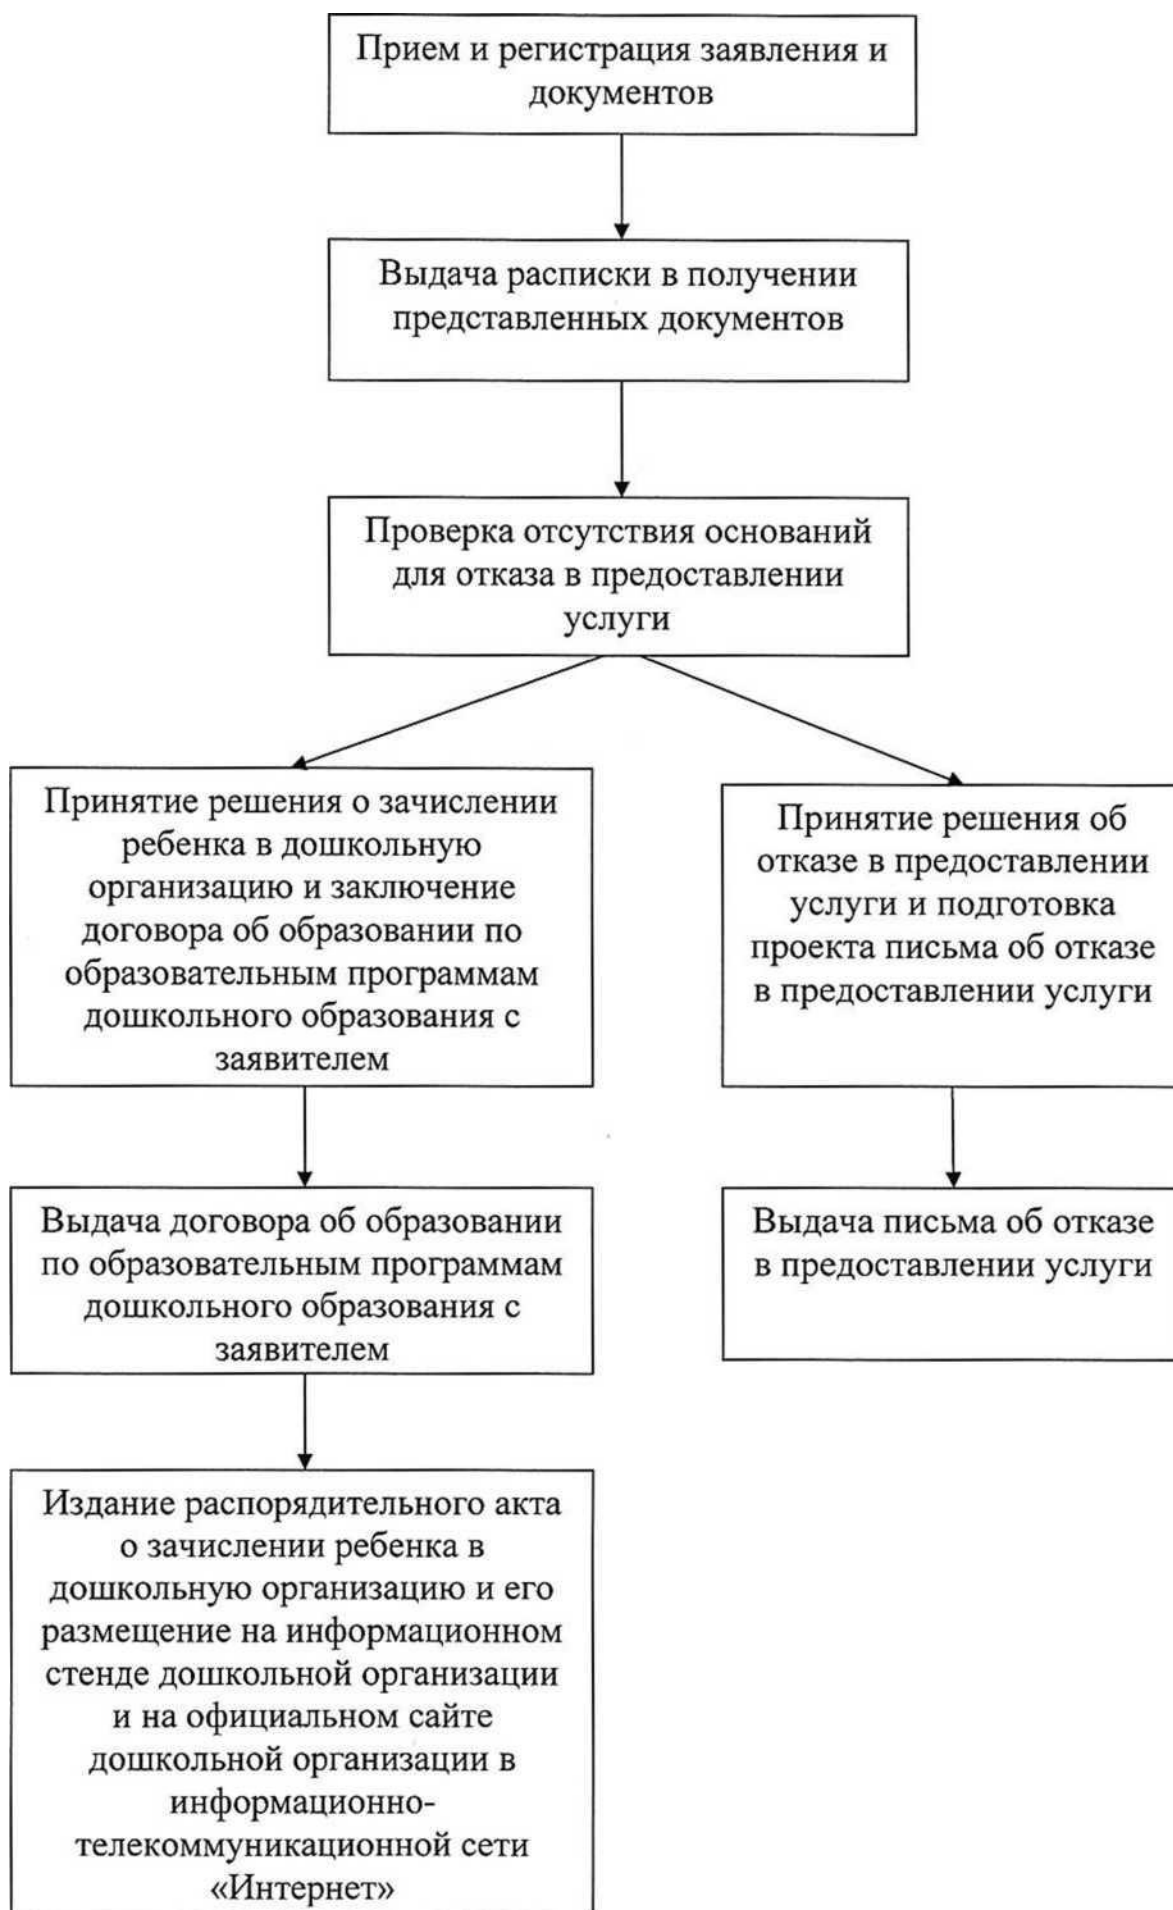 Прием и регистрация заявления и
документов
Выдача расписки в получении
представленных документов
Проверка отсутствия оснований
для отказа в предоставлении
услуги
Принятие решения о зачислении
ребенка в дошкольную
организацию и заключение
договора об образовании по
образовательным программам
дошкольного образования с
заявителем
Принятие решения об
отказе в предоставлении
услуги и подготовка
проекта письма об отказе
в предоставлении услуги
Выдача договора об образовании
по образовательным программам
дошкольного образования с
заявителем
Выдача письма об отказе
в предоставлении услуги
Издание распорядительного акта
о зачислении ребенка в
дошкольную организацию и его
размещение на информационном
стенде дошкольной организации
и на официальном сайте
дошкольной организации в
информационно-
телекоммуникационной сети
«Интернет»